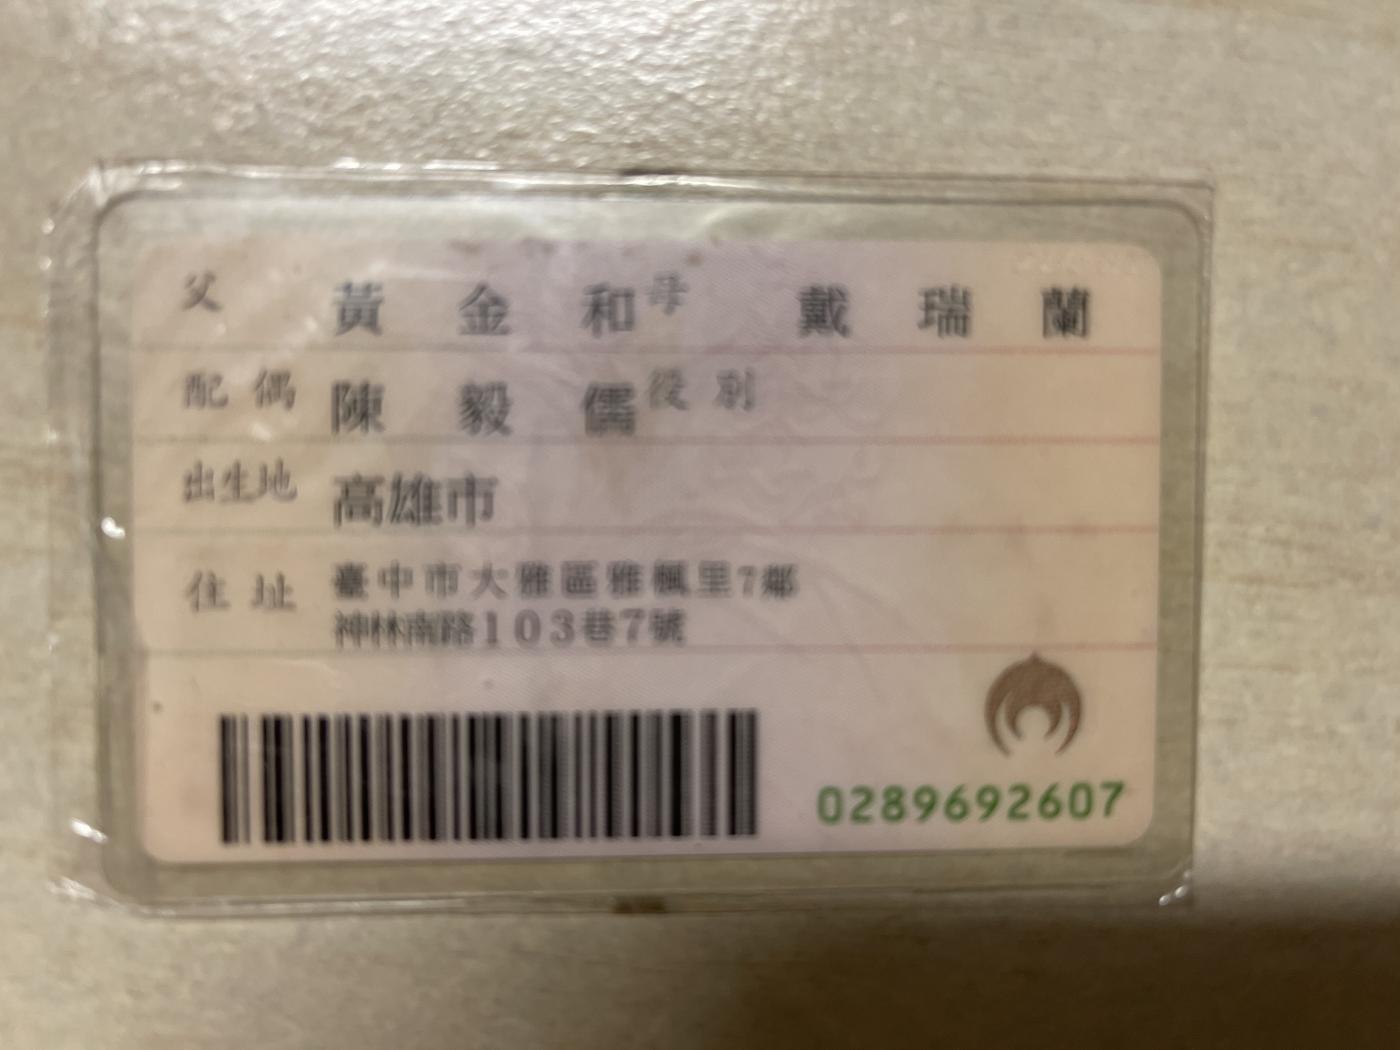 父 黃金和 母 戴瑞蘭
配偶 陳毅儒 役別
出生地 高雄市
住址 臺中市大雅區雅楓里7鄰
神林南路103巷7號
0289692607